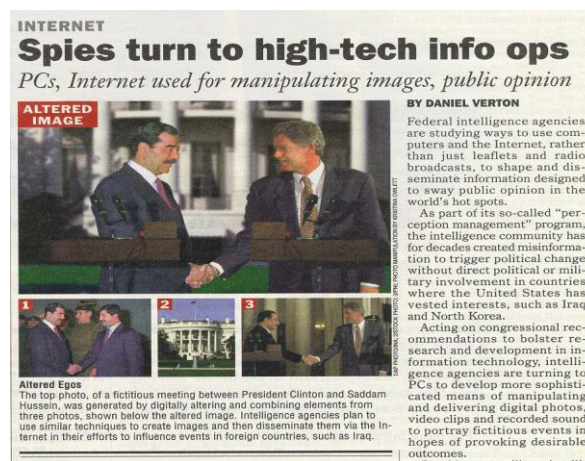 INTERNET
Spies turn to high-tech info ops
PCs, Internet used for manipulating images, public opinion
ALTERED
IMAGE
1
2
3
Altered Egos
The top photo, of a fictitious meeting between President Clinton and Saddam
Hussein, was generated by digitally altering and combining elements from
three photos, shown below the altered image. Intelligence agencies plan to
use similar techniques to create images and then disseminate them via the In-
ternet in their efforts to influence events in foreign countries, such as Iraq.
BY DANIEL VERTON
Federal intelligence agencies
are studying ways to use com-
puters and the Internet, rather
than just leaflets and radio
broadcasts, to shape and dis-
seminate information designed
to sway public opinion in the
world's hot spots.
As part of its so-called "per-
ception management" program,
the intelligence community has
for decades created misinforma-
tion to trigger political change
without direct political or mili-
tary involvement in countries
where the United States has
vested interests, such as Iraq
and North Korea.
Acting on congressional rec-
ommendations to bolster re-
search and development in in-
formation technology, intelli-
gence agencies are turning to
PCs to develop more sophisti-
cated means of manipulating
and delivering digital photos,
video clips and recorded sound
to portray fictitious events in
hopes of provoking desirable
outcomes.